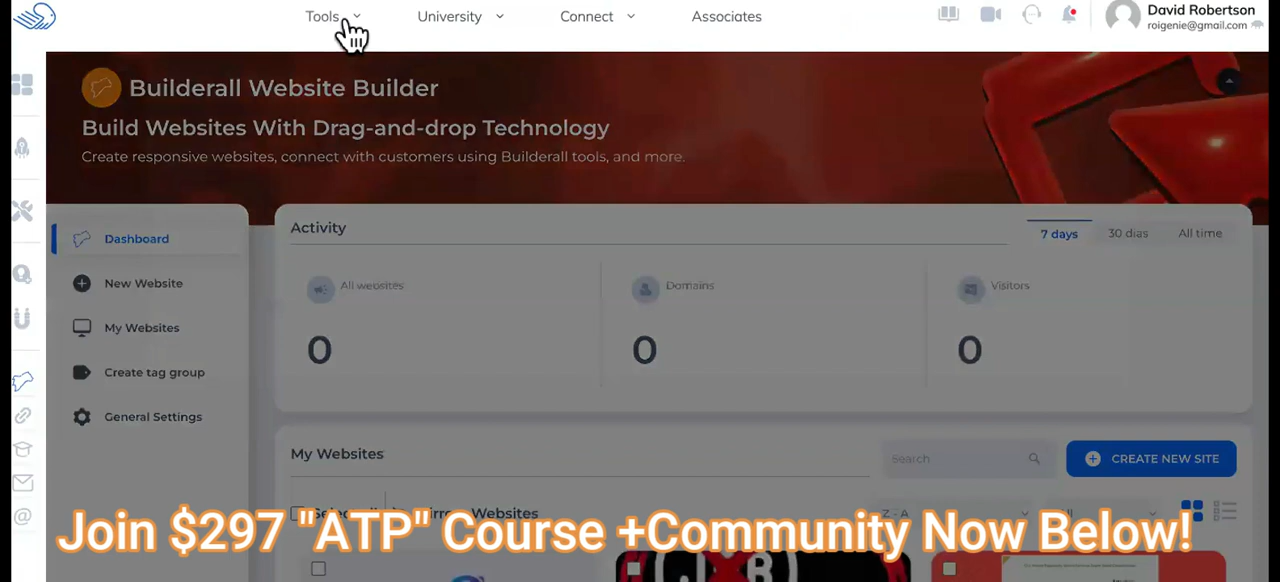 Tools University Connect Associates David Robertson
roigenie@gmail.com
Builderall Website Builder
Build Websites With Drag-and-drop Technology
Create responsive websites, connect with customers using Builderall tools, and more.
Dashboard
New Website
My Websites
Create tag group
General Settings
Activity
7 days 30 dias All time
All websites Domains Visitors
0 0 0
My Websites
Search
CREATE NEW SITE
Websites
Z - A
Join $297 "ATP" Course +Community Now Below!